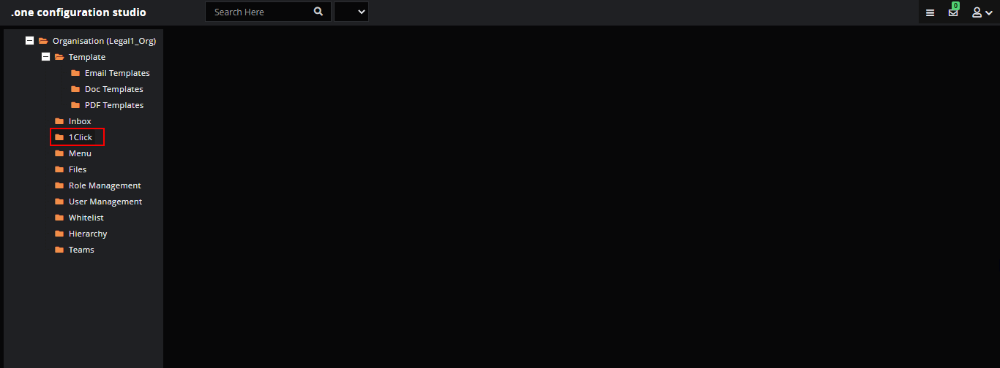 .one configuration studio
Search Here
0
Organisation (Legal1_Org)
Template
Email Templates
Doc Templates
PDF Templates
Inbox
1Click
Menu
Files
Role Management
User Management
Whitelist
Hierarchy
Teams